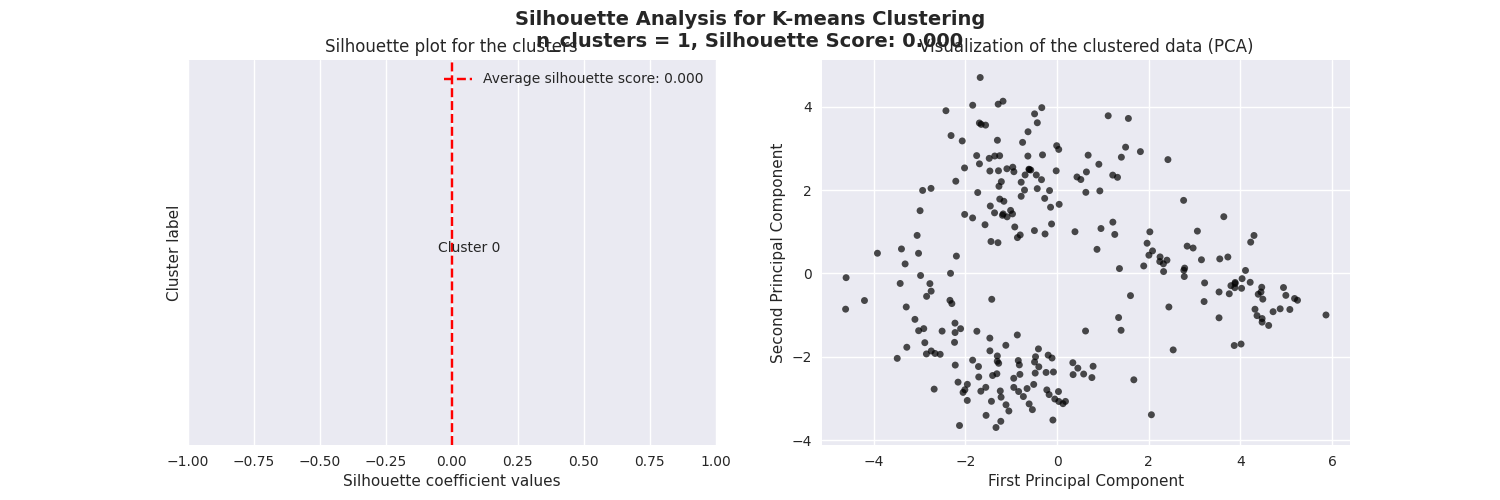 Silhouette Analysis for K-means Clustering
n_clusters = 1, Silhouette Score: 0.000
Silhouette plot for the clusters
Average silhouette score: 0.000
Cluster 0
Cluster label
−1.00 −0.75 −0.50 −0.25 0.00 0.25 0.50 0.75 1.00
Silhouette coefficient values
Visualization of the clustered data (PCA)
4
2
0
−2
−4
Second Principal Component
−4 −2 0 2 4 6
First Principal Component